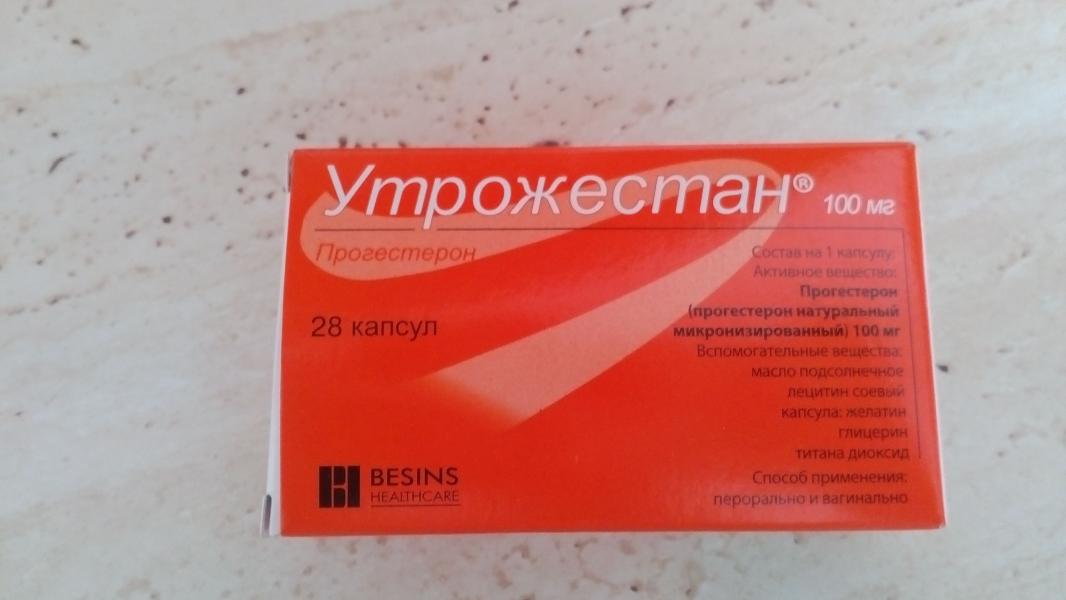 Утрожестан® 100 мг
Прогестерон
28 капсул
Состав на 1 капсулу:
Активное вещество:
Прогестерон
(прогестерон натуральный
микронизированный) 100 мг
Вспомогательные вещества:
масло подсолнечное
лецитин соевый
капсула: желатин
глицерин
титана диоксид
Способ применения:
перорально и вагинально
BESINS
HEALTHCARE